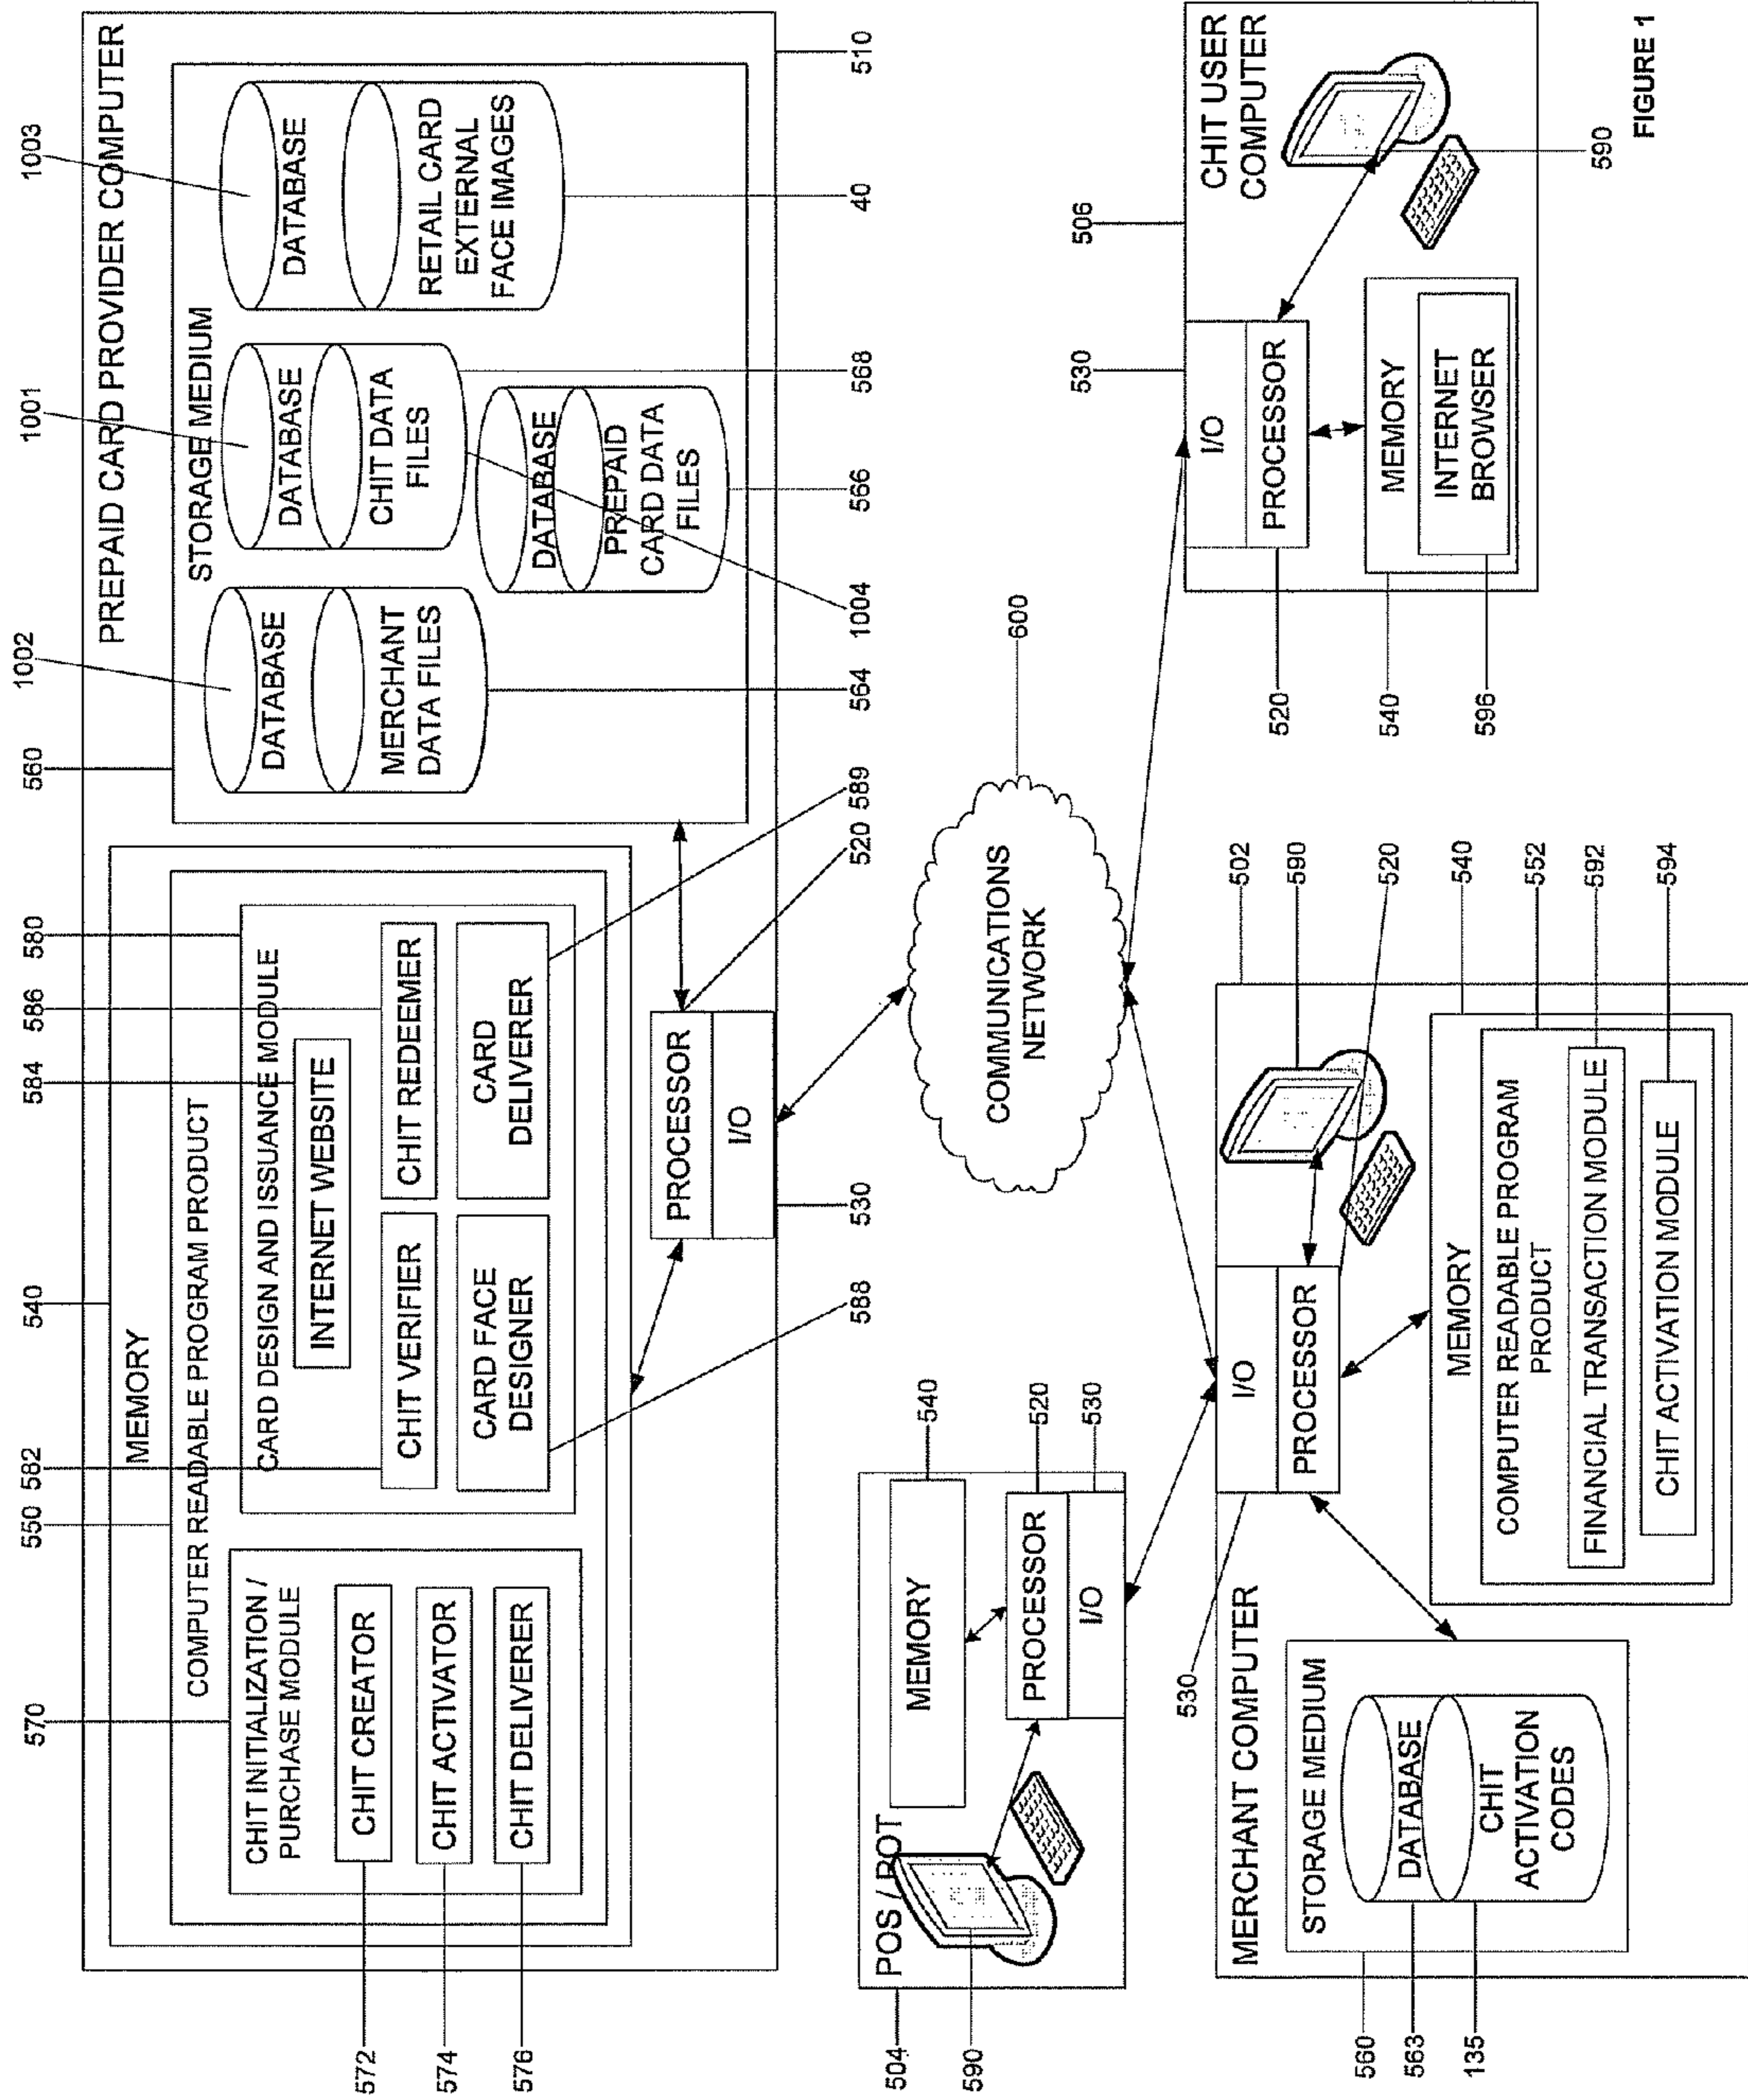 PREPAID CARD PROVIDER COMPUTER
510
MEMORY
540
COMPUTER READABLE PROGRAM PRODUCT
550
CHIT INITIALIZATION /
PURCHASE MODULE
570
CHIT CREATOR
572
CHIT ACTIVATOR
574
CHIT DELIVERER
576
CARD DESIGN AND ISSUANCE MODULE
580
INTERNET WEBSITE
584
CHIT VERIFIER
582
CHIT REDEEMER
586
CARD FACE
DESIGNER
588
CARD
DELIVERER
589
PROCESSOR
520
I/O
530
STORAGE MEDIUM
560
DATABASE
1002
MERCHANT
DATA FILES
564
DATABASE
1001
CHIT DATA
FILES
568
DATABASE
1004
PREPAID
CARD DATA
FILES
566
DATABASE
1003
RETAIL CARD
EXTERNAL
FACE IMAGES
40
COMMUNICATIONS
NETWORK
600
POS / POT
504
590
MEMORY
540
PROCESSOR
520
I/O
530
MERCHANT COMPUTER
502
I/O
530
PROCESSOR
520
590
STORAGE MEDIUM
560
DATABASE
563
CHIT
ACTIVATION
CODES
135
MEMORY
540
COMPUTER READABLE PROGRAM
PRODUCT
552
FINANCIAL TRANSACTION MODULE
592
CHIT ACTIVATION MODULE
594
CHIT USER
COMPUTER
506
I/O
530
PROCESSOR
520
590
MEMORY
540
INTERNET
BROWSER
596
FIGURE 1